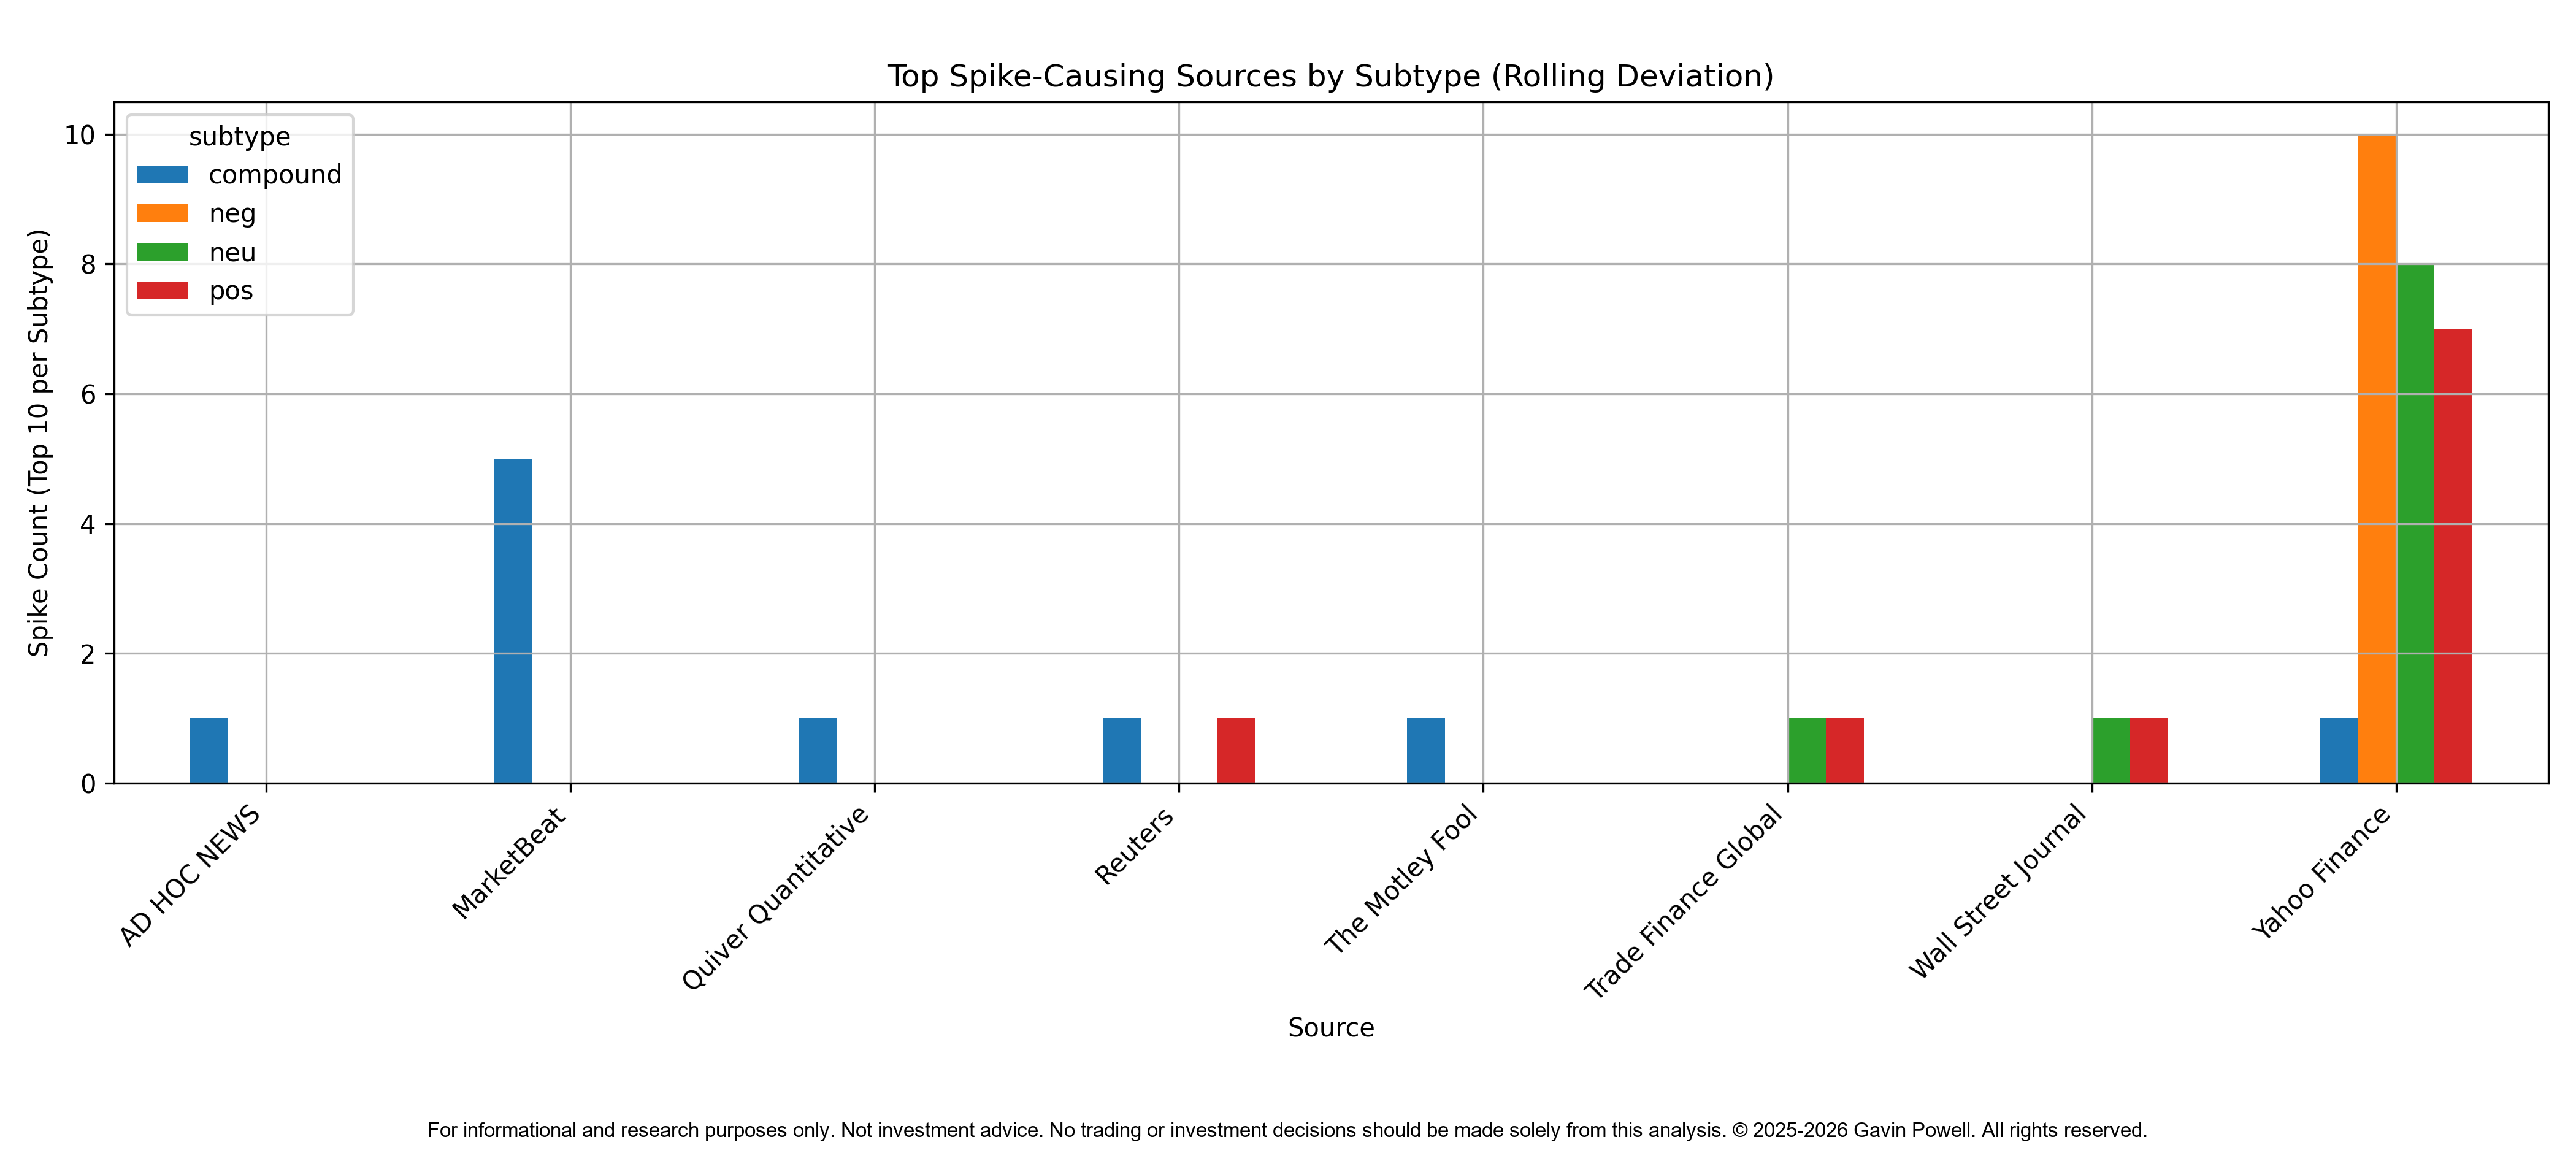 Top Spike-Causing Sources by Subtype (Rolling Deviation)
Spike Count (Top 10 per Subtype)
10
8
6
4
2
0
subtype
compound
neg
neu
pos
AD HOC NEWS
MarketBeat
Quiver Quantitative
Reuters
The Motley Fool
Trade Finance Global
Wall Street Journal
Yahoo Finance
Source
For informational and research purposes only. Not investment advice. No trading or investment decisions should be made solely from this analysis. © 2025-2026 Gavin Powell. All rights reserved.